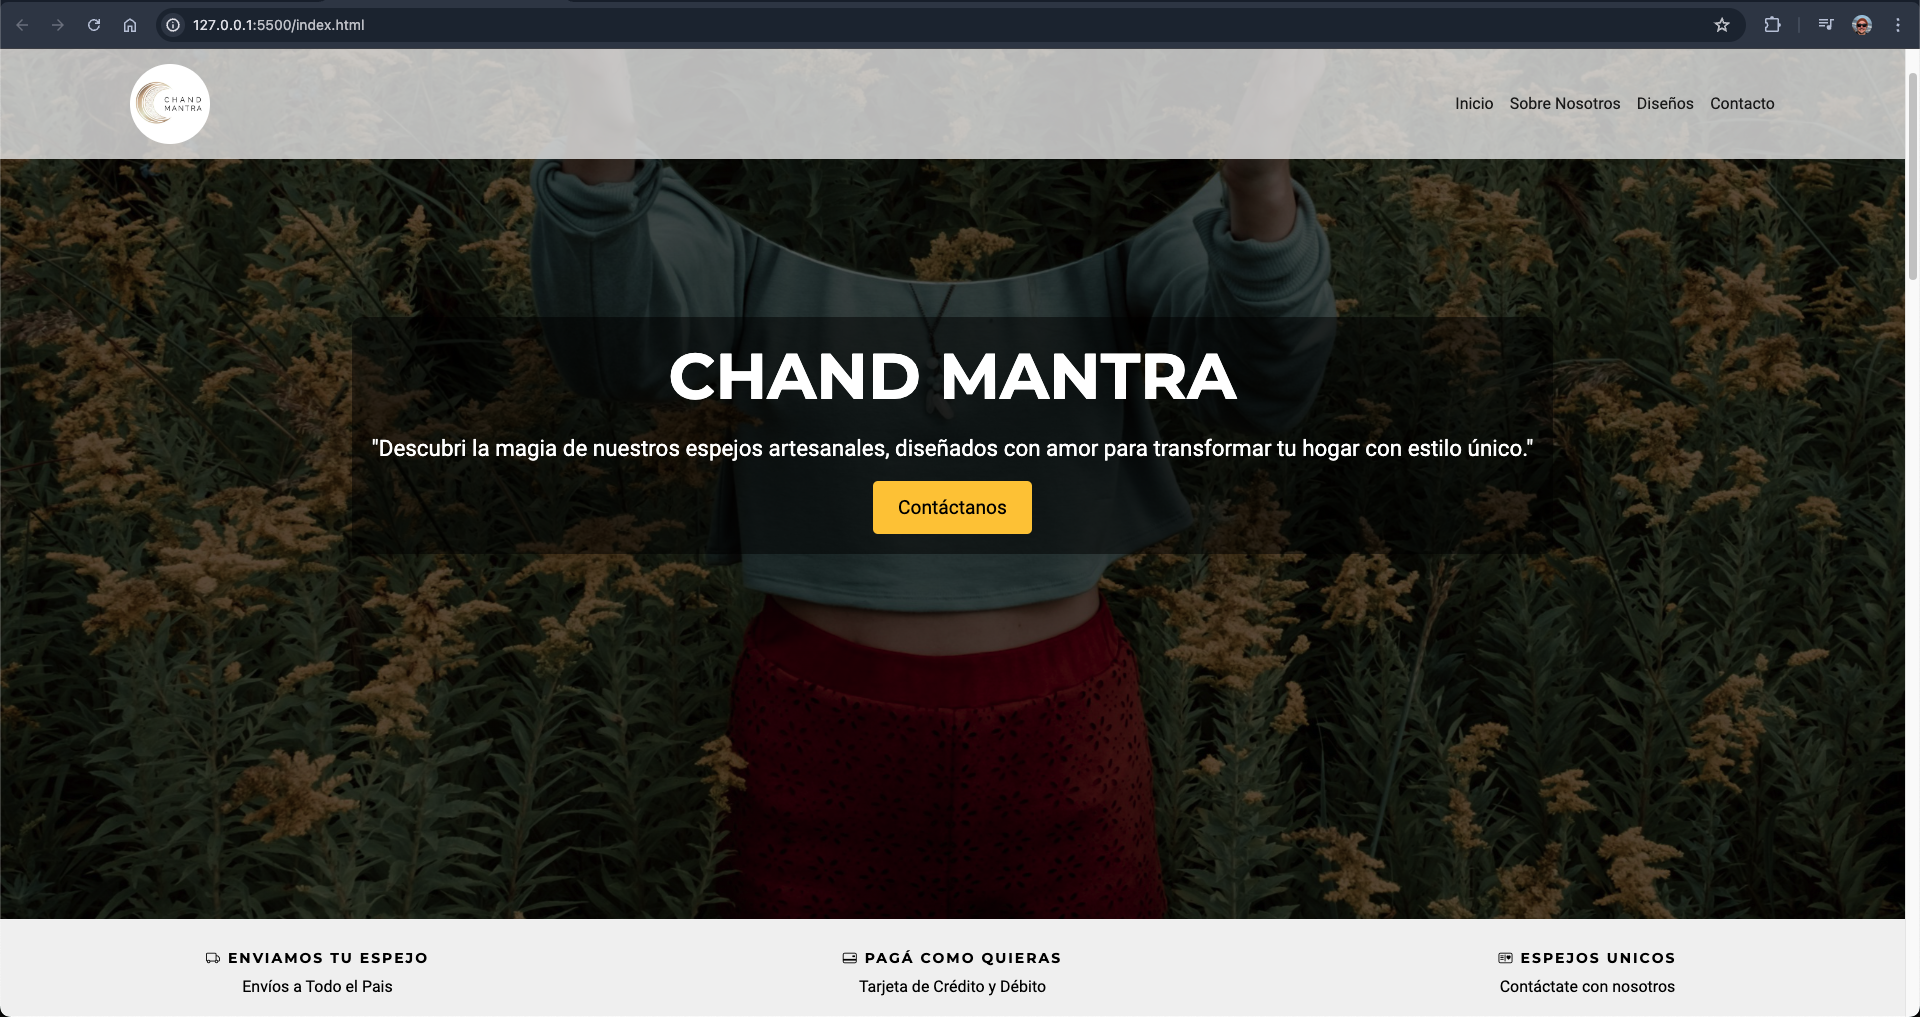 127.0.0.1:5500/index.html
CHAND
MANTRA
Inicio Sobre Nosotros Diseños Contacto
CHAND MANTRA
"Descubri la magia de nuestros espejos artesanales, diseñados con amor para transformar tu hogar con estilo único."
Contáctanos
ENVIAMOS TU ESPEJO
Envíos a Todo el Pais
PAGÁ COMO QUIERAS
Tarjeta de Crédito y Débito
ESPEJOS UNICOS
Contáctate con nosotros